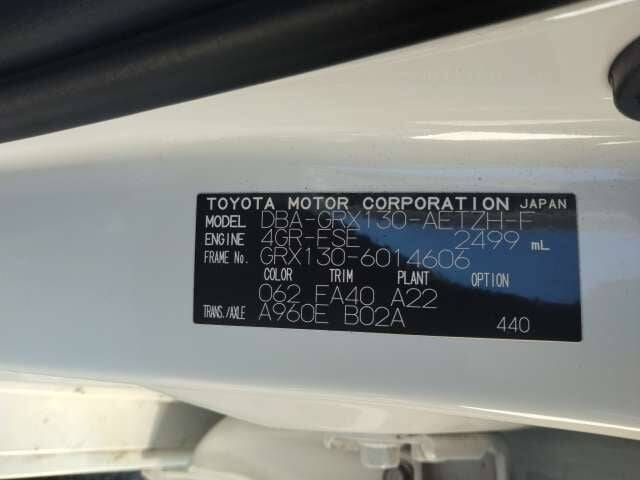 TOYOTA MOTOR CORPORATION JAPAN
MODEL DBA-GRX130-AETZH-F
ENGINE 4GR-FSE 2499 mL
FRAME No. GRX130-6014606
COLOR TRIM PLANT OPTION
062 FA40 A22
TRANS./AXLE A960E B02A
440